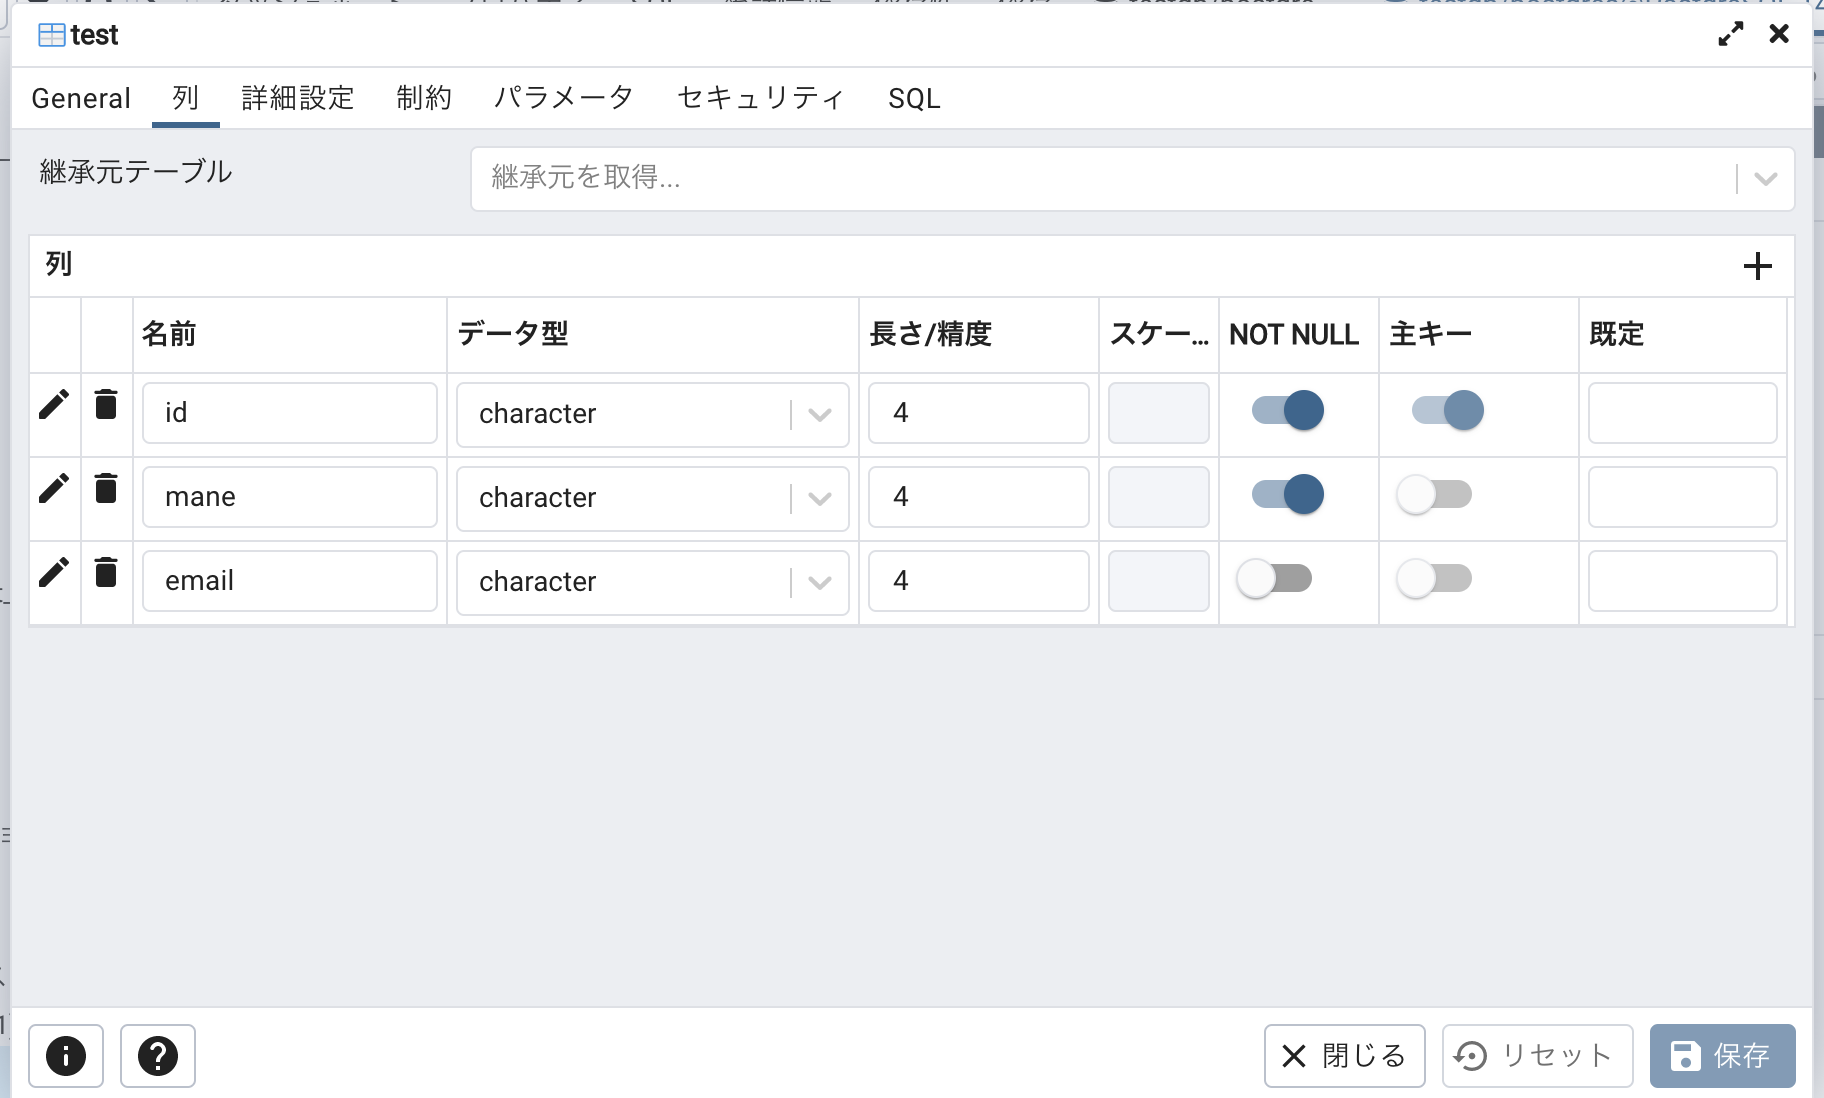 test
General 列 詳細設定 制約 パラメータ セキュリティ SQL
継承元テーブル 継承元を取得...
列
名前 データ型 長さ/精度 スケー... NOT NULL 主キー 既定
id character 4
mane character 4
email character 4
閉じる リセット 保存